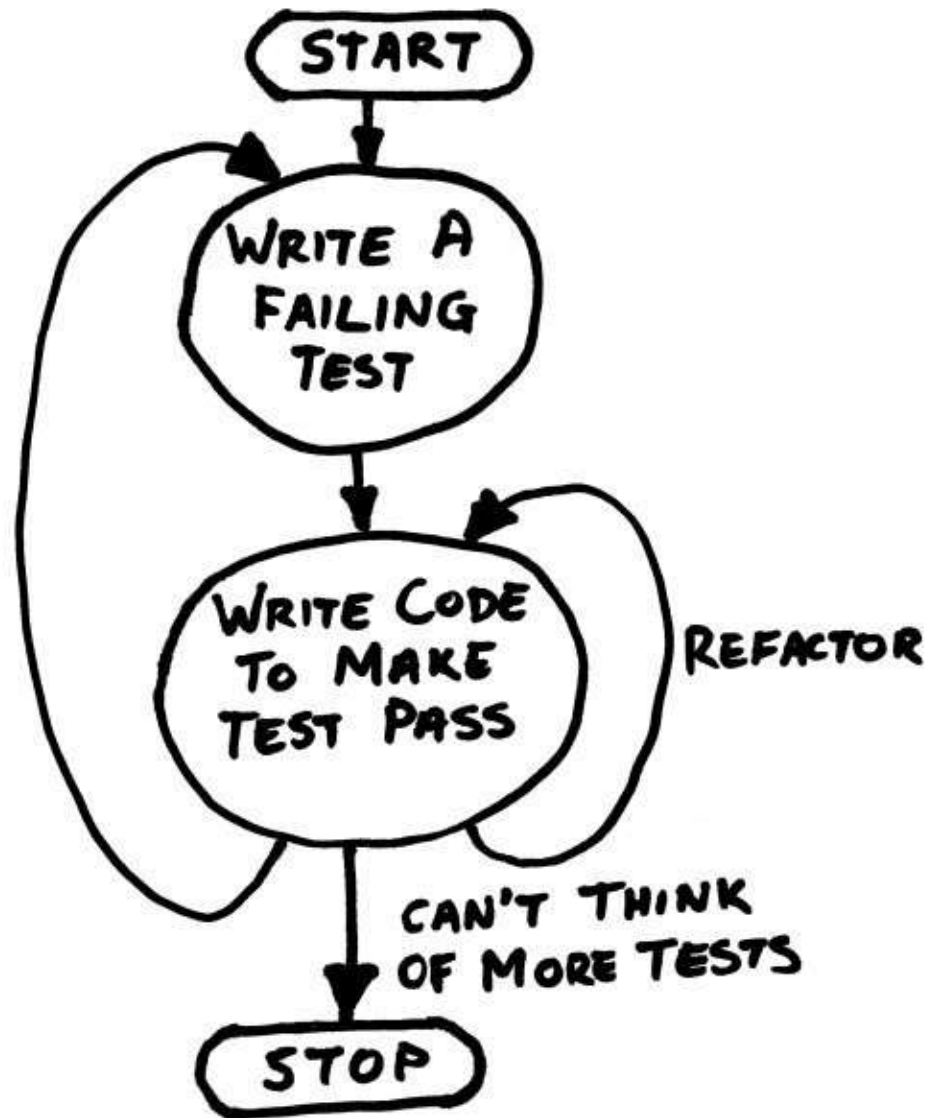 START
WRITE A
FAILING
TEST
WRITE CODE
TO MAKE
TEST PASS
REFACTOR
CAN'T THINK
OF MORE TESTS
STOP